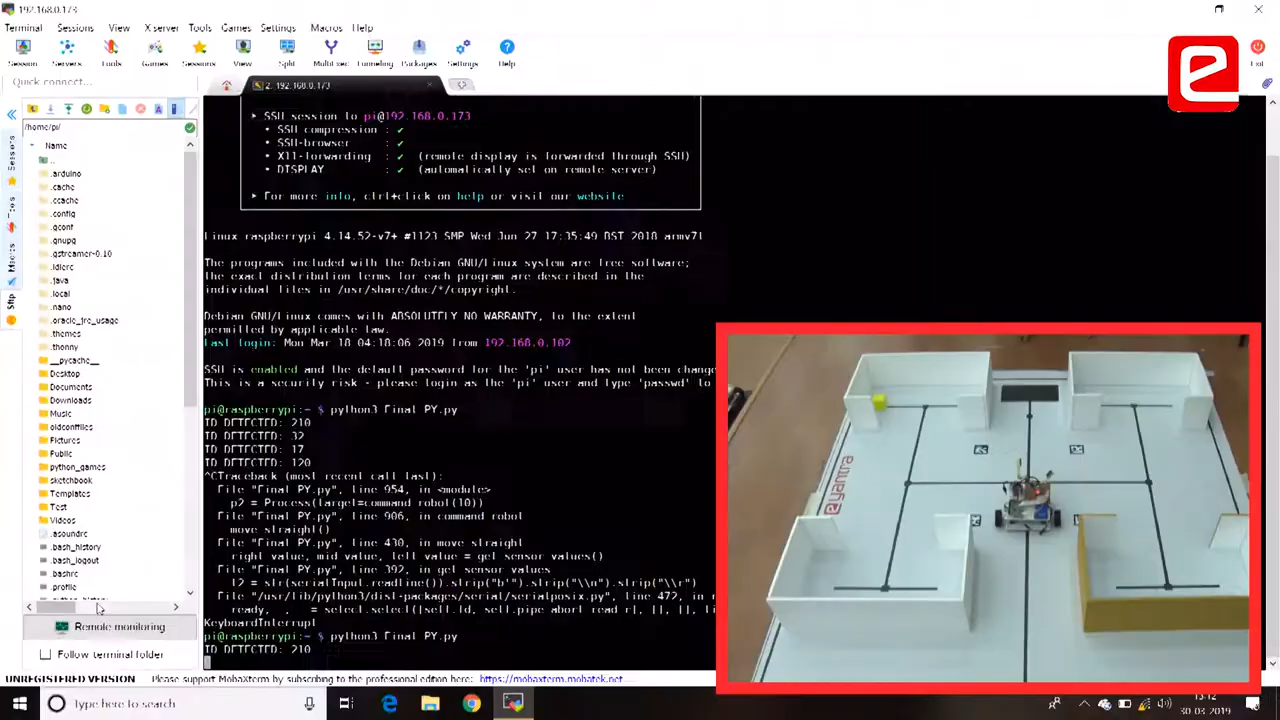 192.168.0.173
Terminal Sessions View X server Tools Games Settings Macros Help
Session Servers Tools Games Sessions View Split MultiExec Tunneling Packages Settings Help Exit
Quick connect...
2. 192.168.0.173
/home/pi/
Name
..
.arduino
.cache
.ccache
.config
.gconf
.gnupg
.gstreamer-0.10
.idlerc
.java
.local
.nano
.oracle_jre_usage
.themes
.thonny
__pycache__
Desktop
Documents
Downloads
Music
oldconffiles
Pictures
Public
python_games
sketchbook
Templates
Test
Videos
.asoundrc
.bash_history
.bash_logout
.bashrc
.profile
Sessions
Tools
Macros
Sftp
Remote monitoring
Follow terminal folder
▸ SSH session to pi@192.168.0.173
• SSH compression : ✔
• SSH-browser : ✔
• X11-forwarding : ✔ (remote display is forwarded through SSH)
• DISPLAY : ✔ (automatically set on remote server)
▸ For more info, ctrl+click on help or visit our website
Linux raspberrypi 4.14.52-v7+ #1123 SMP Wed Jun 27 17:35:49 BST 2018 armv7l
The programs included with the Debian GNU/Linux system are free software;
the exact distribution terms for each program are described in the
individual files in /usr/share/doc/*/copyright.
Debian GNU/Linux comes with ABSOLUTELY NO WARRANTY, to the extent
permitted by applicable law.
Last login: Mon Mar 18 04:18:06 2019 from 192.168.0.102
SSH is enabled and the default password for the 'pi' user has not been change
This is a security risk - please login as the 'pi' user and type 'passwd' to
pi@raspberrypi:~ $ python3 Final_PY.py
ID DETECTED: 210
ID DETECTED: 32
ID DETECTED: 17
ID DETECTED: 120
^CTraceback (most recent call last):
File "Final_PY.py", line 954, in <module>
p2 = Process(target=command_robot(10))
File "Final_PY.py", line 906, in command_robot
move_straight()
File "Final_PY.py", line 430, in move_straight
right_value, mid_value, left_value = get_sensor_values()
File "Final_PY.py", line 392, in get_sensor_values
l2 = str(serialInput.readline()).strip("b'").strip("\\n").strip("\\r")
File "/usr/lib/python3/dist-packages/serial/serialposix.py", line 472, in r
ready, _, _ = select.select([self.fd, self.pipe_abort_read_r], [], [], 
KeyboardInterrupt
pi@raspberrypi:~ $ python3 Final_PY.py
ID DETECTED: 210
eyantra
UNREGISTERED VERSION Please support MobaXterm by subscribing to the professional edition here: https://mobaxterm.mobatek.net
Type here to search
15:12
30-03-2019